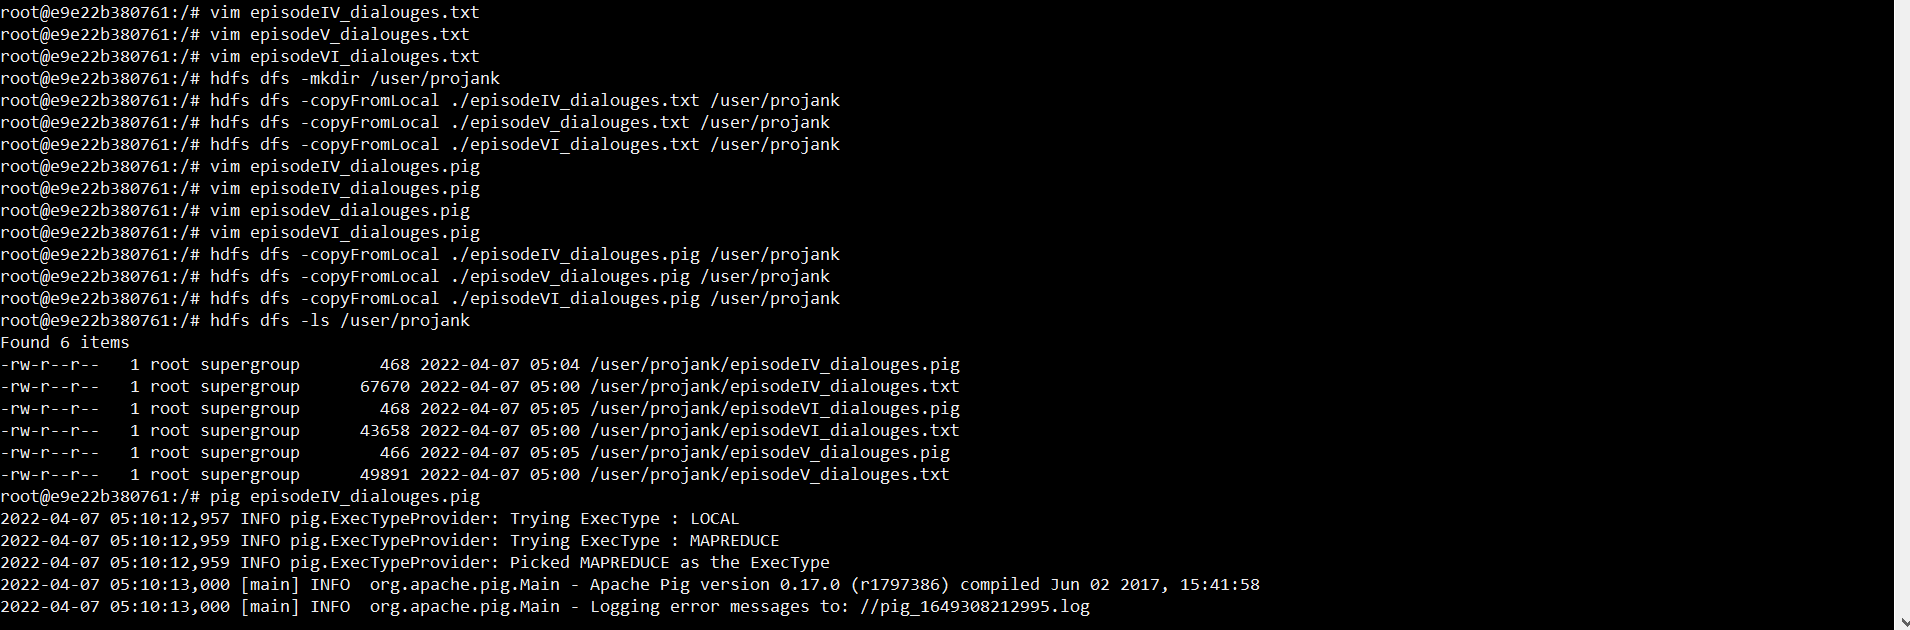 root@e9e22b380761:/# vim episodeIV_dialouges.txt
root@e9e22b380761:/# vim episodeV_dialouges.txt
root@e9e22b380761:/# vim episodeVI_dialouges.txt
root@e9e22b380761:/# hdfs dfs -mkdir /user/projank
root@e9e22b380761:/# hdfs dfs -copyFromLocal ./episodeIV_dialouges.txt /user/projank
root@e9e22b380761:/# hdfs dfs -copyFromLocal ./episodeV_dialouges.txt /user/projank
root@e9e22b380761:/# hdfs dfs -copyFromLocal ./episodeVI_dialouges.txt /user/projank
root@e9e22b380761:/# vim episodeIV_dialouges.pig
root@e9e22b380761:/# vim episodeIV_dialouges.pig
root@e9e22b380761:/# vim episodeV_dialouges.pig
root@e9e22b380761:/# vim episodeVI_dialouges.pig
root@e9e22b380761:/# hdfs dfs -copyFromLocal ./episodeIV_dialouges.pig /user/projank
root@e9e22b380761:/# hdfs dfs -copyFromLocal ./episodeV_dialouges.pig /user/projank
root@e9e22b380761:/# hdfs dfs -copyFromLocal ./episodeVI_dialouges.pig /user/projank
root@e9e22b380761:/# hdfs dfs -ls /user/projank
Found 6 items
-rw-r--r--   1 root supergroup        468 2022-04-07 05:04 /user/projank/episodeIV_dialouges.pig
-rw-r--r--   1 root supergroup      67670 2022-04-07 05:00 /user/projank/episodeIV_dialouges.txt
-rw-r--r--   1 root supergroup        468 2022-04-07 05:05 /user/projank/episodeVI_dialouges.pig
-rw-r--r--   1 root supergroup      43658 2022-04-07 05:00 /user/projank/episodeVI_dialouges.txt
-rw-r--r--   1 root supergroup        466 2022-04-07 05:05 /user/projank/episodeV_dialouges.pig
-rw-r--r--   1 root supergroup      49891 2022-04-07 05:00 /user/projank/episodeV_dialouges.txt
root@e9e22b380761:/# pig episodeIV_dialouges.pig
2022-04-07 05:10:12,957 INFO pig.ExecTypeProvider: Trying ExecType : LOCAL
2022-04-07 05:10:12,959 INFO pig.ExecTypeProvider: Trying ExecType : MAPREDUCE
2022-04-07 05:10:12,959 INFO pig.ExecTypeProvider: Picked MAPREDUCE as the ExecType
2022-04-07 05:10:13,000 [main] INFO  org.apache.pig.Main - Apache Pig version 0.17.0 (r1797386) compiled Jun 02 2017, 15:41:58
2022-04-07 05:10:13,000 [main] INFO  org.apache.pig.Main - Logging error messages to: //pig_1649308212995.log